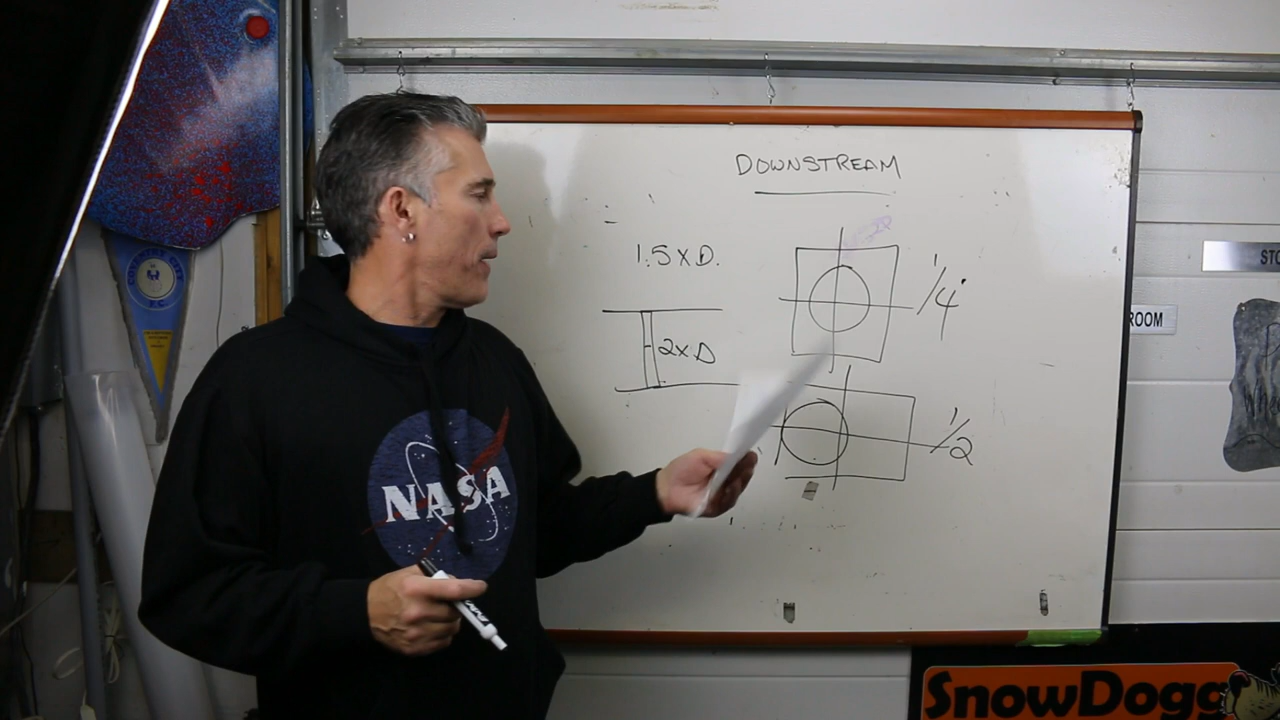 DOWNSTREAM
1.5 X D.
1/4"
2 X D
1/2
NASA
ROOM
STO
SnowDogg